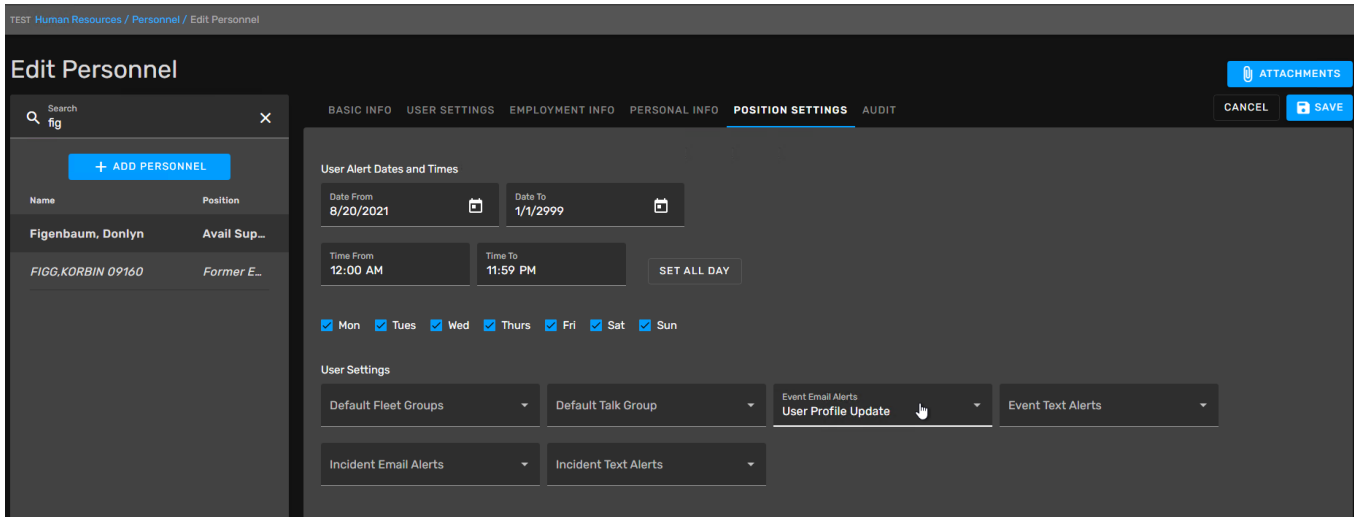 TEST Human Resources / Personnel / Edit Personnel
Edit Personnel
ATTACHMENTS
Search
fig
BASIC INFO USER SETTINGS EMPLOYMENT INFO PERSONAL INFO POSITION SETTINGS AUDIT
CANCEL SAVE
+ ADD PERSONNEL
Name Position
Figenbaum, Donlyn Avail Sup...
FIGG,KORBIN 09160 Former E...
User Alert Dates and Times
Date From
8/20/2021
Date To
1/1/2999
Time From
12:00 AM
Time To
11:59 PM
SET ALL DAY
Mon Tues Wed Thurs Fri Sat Sun
User Settings
Default Fleet Groups
Default Talk Group
Event Email Alerts
User Profile Update
Event Text Alerts
Incident Email Alerts
Incident Text Alerts